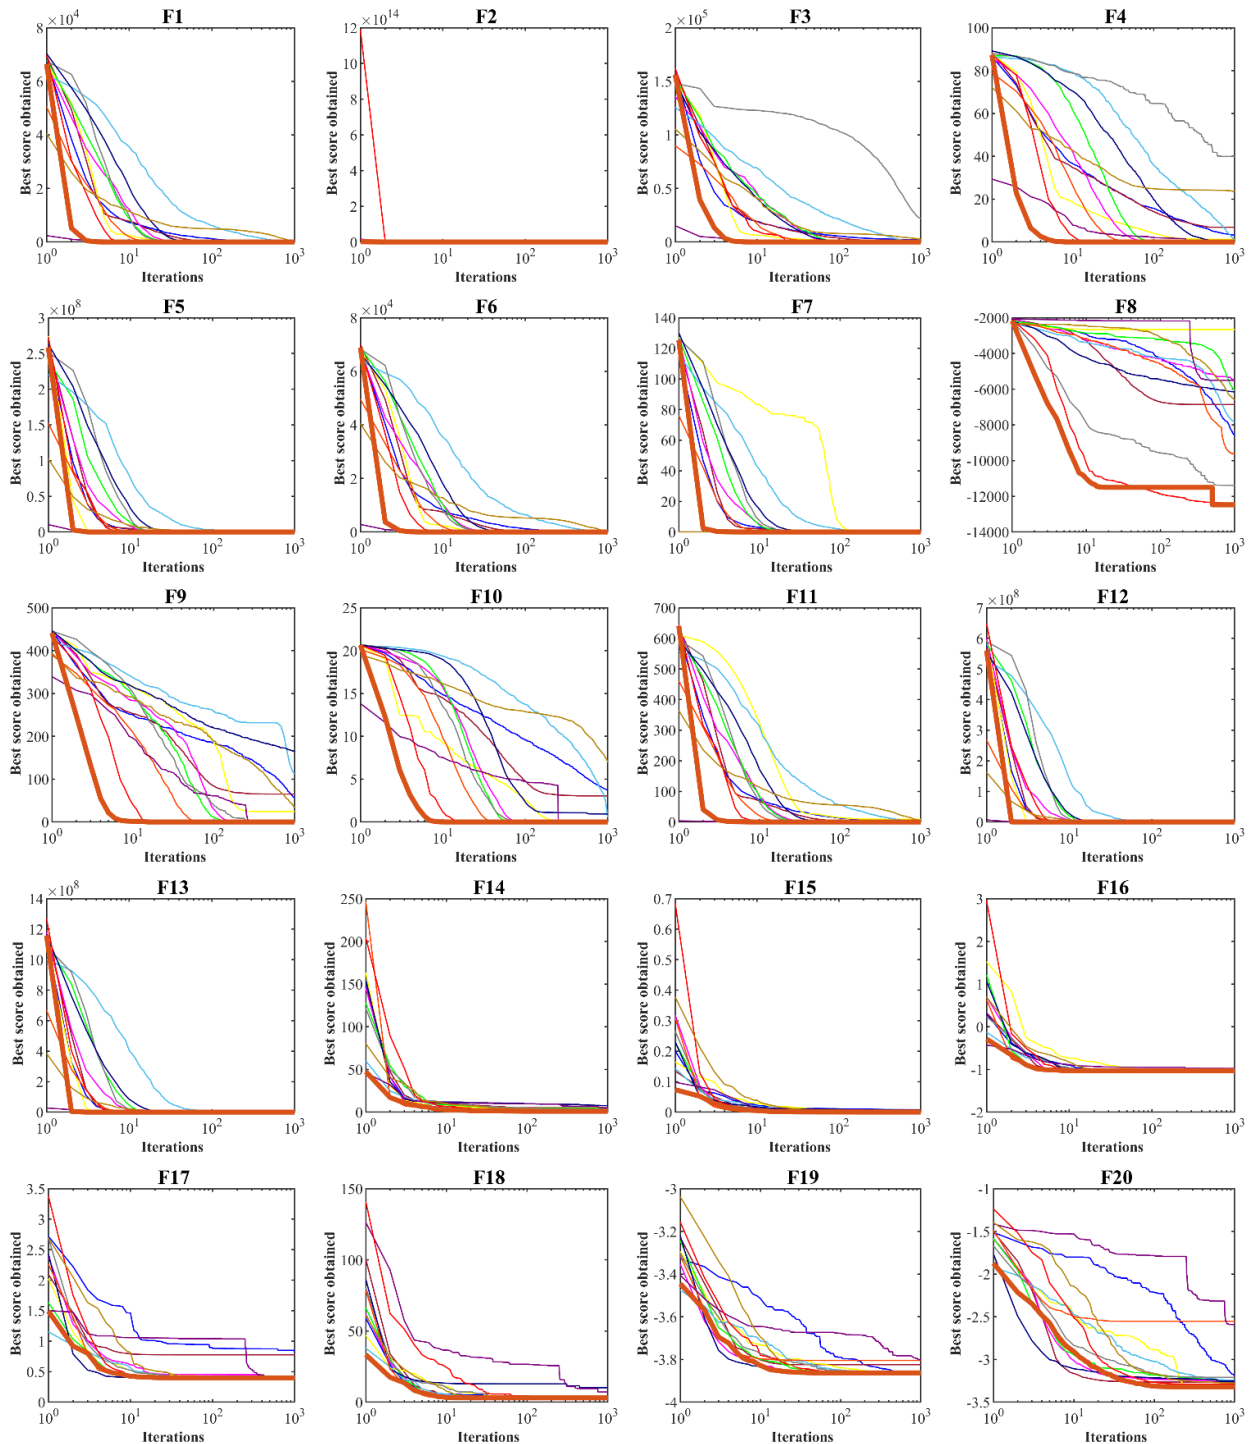 F1
×10^4
Best score obtained
8
6
4
2
0
10^0 10^1 10^2 10^3
Iterations
F2
×10^14
Best score obtained
12
10
8
6
4
2
0
10^0 10^1 10^2 10^3
Iterations
F3
×10^5
Best score obtained
2
1.5
1
0.5
0
10^0 10^1 10^2 10^3
Iterations
F4
Best score obtained
100
80
60
40
20
0
10^0 10^1 10^2 10^3
Iterations
F5
×10^8
Best score obtained
3
2.5
2
1.5
1
0.5
0
10^0 10^1 10^2 10^3
Iterations
F6
×10^4
Best score obtained
8
6
4
2
0
10^0 10^1 10^2 10^3
Iterations
F7
Best score obtained
140
120
100
80
60
40
20
0
10^0 10^1 10^2 10^3
Iterations
F8
Best score obtained
-2000
-4000
-6000
-8000
-10000
-12000
-14000
10^0 10^1 10^2 10^3
Iterations
F9
Best score obtained
500
400
300
200
100
0
10^0 10^1 10^2 10^3
Iterations
F10
Best score obtained
25
20
15
10
5
0
10^0 10^1 10^2 10^3
Iterations
F11
Best score obtained
700
600
500
400
300
200
100
0
10^0 10^1 10^2 10^3
Iterations
F12
×10^8
Best score obtained
7
6
5
4
3
2
1
0
10^0 10^1 10^2 10^3
Iterations
F13
×10^8
Best score obtained
14
12
10
8
6
4
2
0
10^0 10^1 10^2 10^3
Iterations
F14
Best score obtained
250
200
150
100
50
0
10^0 10^1 10^2 10^3
Iterations
F15
Best score obtained
0.7
0.6
0.5
0.4
0.3
0.2
0.1
0
10^0 10^1 10^2 10^3
Iterations
F16
Best score obtained
3
2
1
0
-1
-2
10^0 10^1 10^2 10^3
Iterations
F17
Best score obtained
3.5
3
2.5
2
1.5
1
0.5
0
10^0 10^1 10^2 10^3
Iterations
F18
Best score obtained
150
100
50
0
10^0 10^1 10^2 10^3
Iterations
F19
Best score obtained
-3
-3.2
-3.4
-3.6
-3.8
-4
10^0 10^1 10^2 10^3
Iterations
F20
Best score obtained
-1
-1.5
-2
-2.5
-3
-3.5
10^0 10^1 10^2 10^3
Iterations